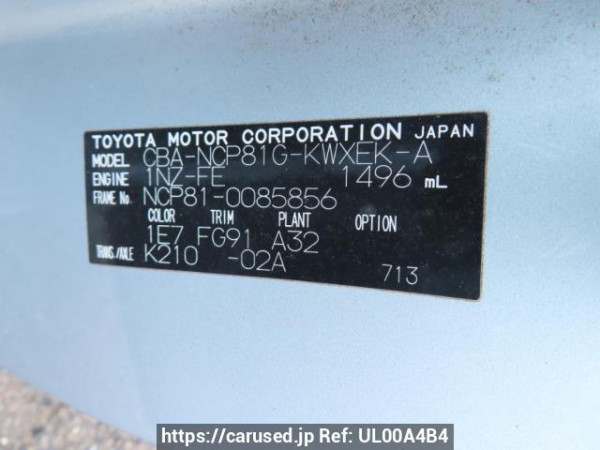 TOYOTA MOTOR CORPORATION JAPAN
MODEL CBA-NCP81G-KWXEK-A
ENGINE 1NZ-FE 1496 mL
FRAME No. NCP81-0085856
COLOR TRIM PLANT OPTION
1E7 FG91 A32
TRANS./AXLE K210 -02A
713
https://carused.jp Ref: UL00A4B4